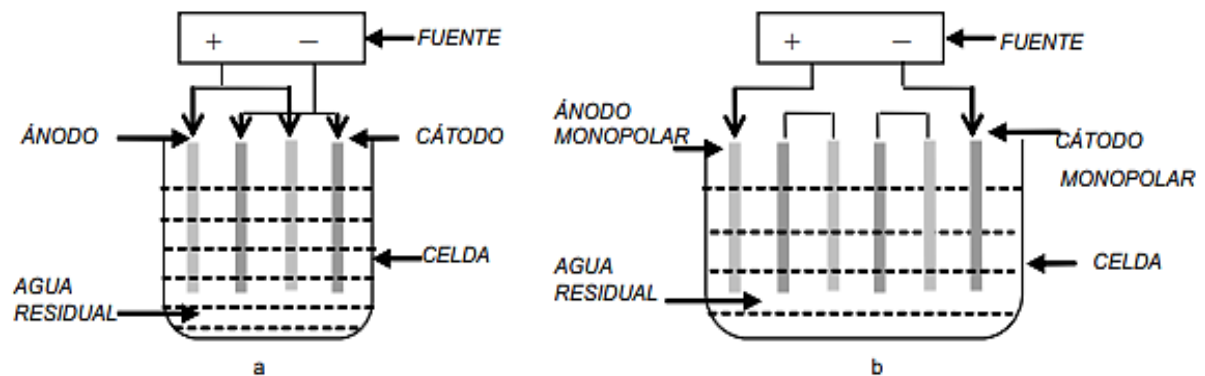 + −
FUENTE
ÁNODO
CÁTODO
CELDA
AGUA
RESIDUAL
a
+ −
FUENTE
ÁNODO
MONOPOLAR
CÁTODO
MONOPOLAR
AGUA
RESIDUAL
CELDA
b